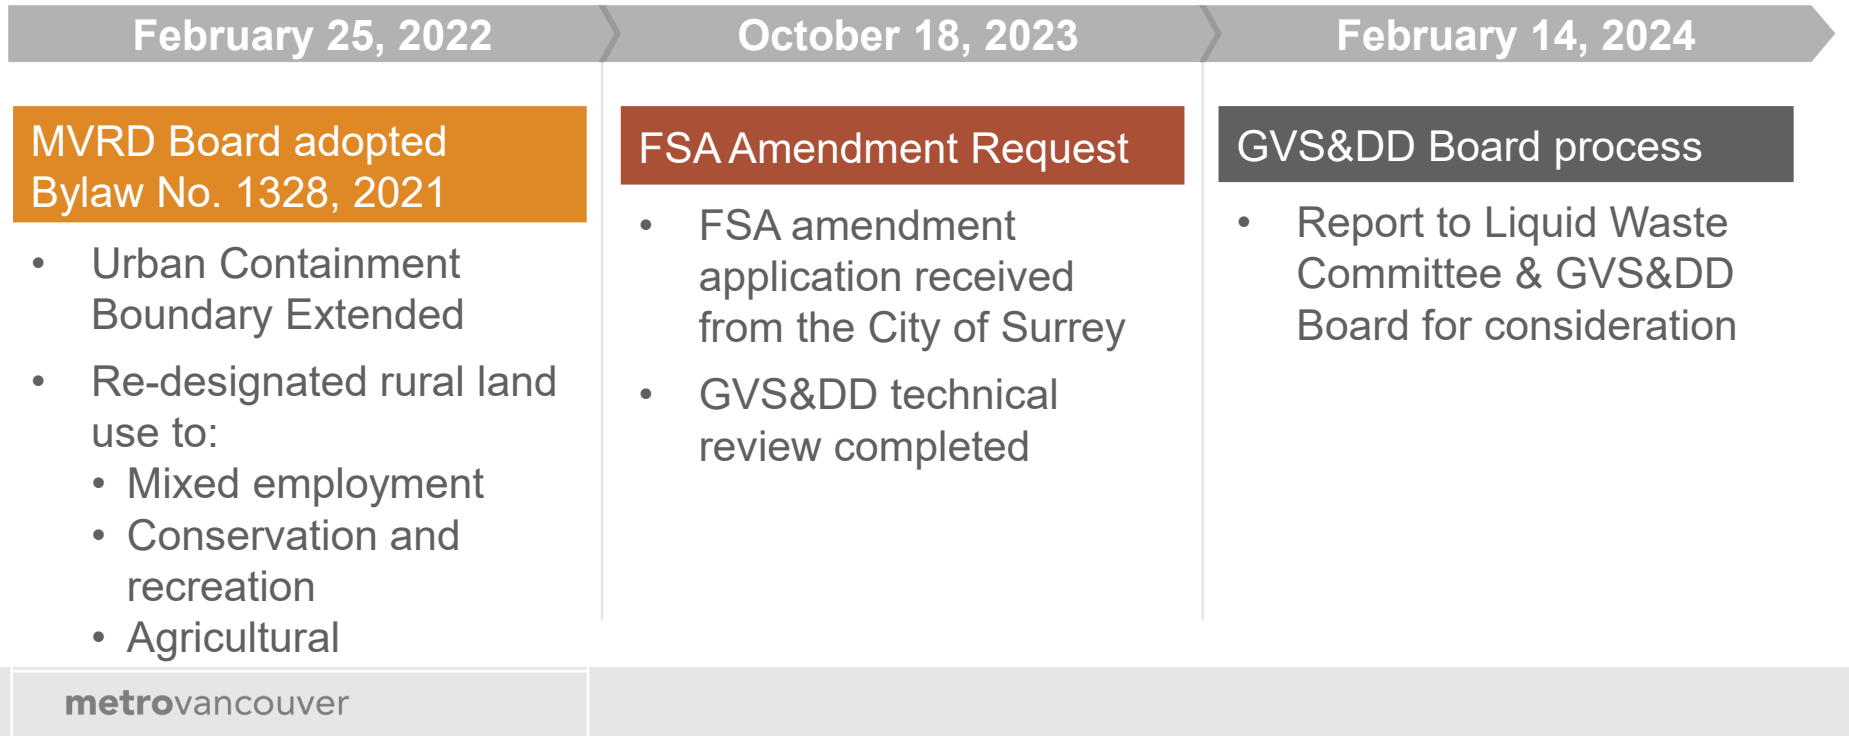 February 25, 2022
October 18, 2023
February 14, 2024
MVRD Board adopted
Bylaw No. 1328, 2021
• Urban Containment
Boundary Extended
• Re-designated rural land
use to:
• Mixed employment
• Conservation and
recreation
• Agricultural
FSA Amendment Request
• FSA amendment
application received
from the City of Surrey
• GVS&DD technical
review completed
GVS&DD Board process
• Report to Liquid Waste
Committee & GVS&DD
Board for consideration
metrovancouver